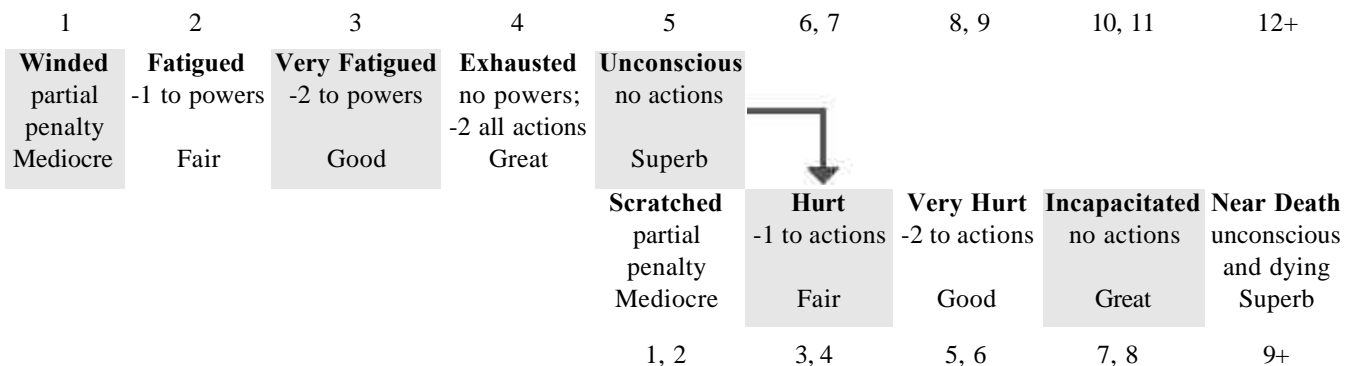 1 2 3 4 5 6, 7 8, 9 10, 11 12+
Winded Fatigued Very Fatigued Exhausted Unconscious
partial -1 to powers -2 to powers no powers; no actions
penalty -2 all actions
Mediocre Fair Good Great Superb
Scratched Hurt Very Hurt Incapacitated Near Death
partial -1 to actions -2 to actions no actions unconscious
penalty and dying
Mediocre Fair Good Great Superb
1, 2 3, 4 5, 6 7, 8 9+